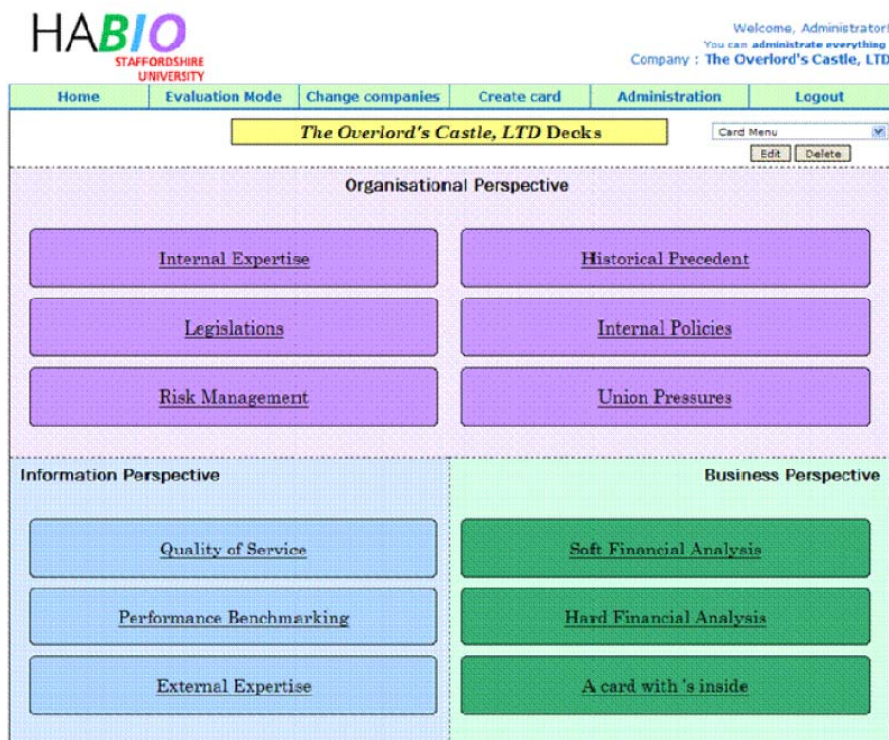 HABIO
STAFFORDSHIRE
UNIVERSITY
Welcome, Administrator!
You can administrate everything
Company : The Overlord's Castle, LTD
Home Evaluation Mode Change companies Create card Administration Logout
The Overlord's Castle, LTD Decks
Card Menu
Edit Delete
Organisational Perspective
Internal Expertise Historical Precedent
Legislations Internal Policies
Risk Management Union Pressures
Information Perspective Business Perspective
Quality of Service Soft Financial Analysis
Performance Benchmarking Hard Financial Analysis
External Expertise A card with 's inside